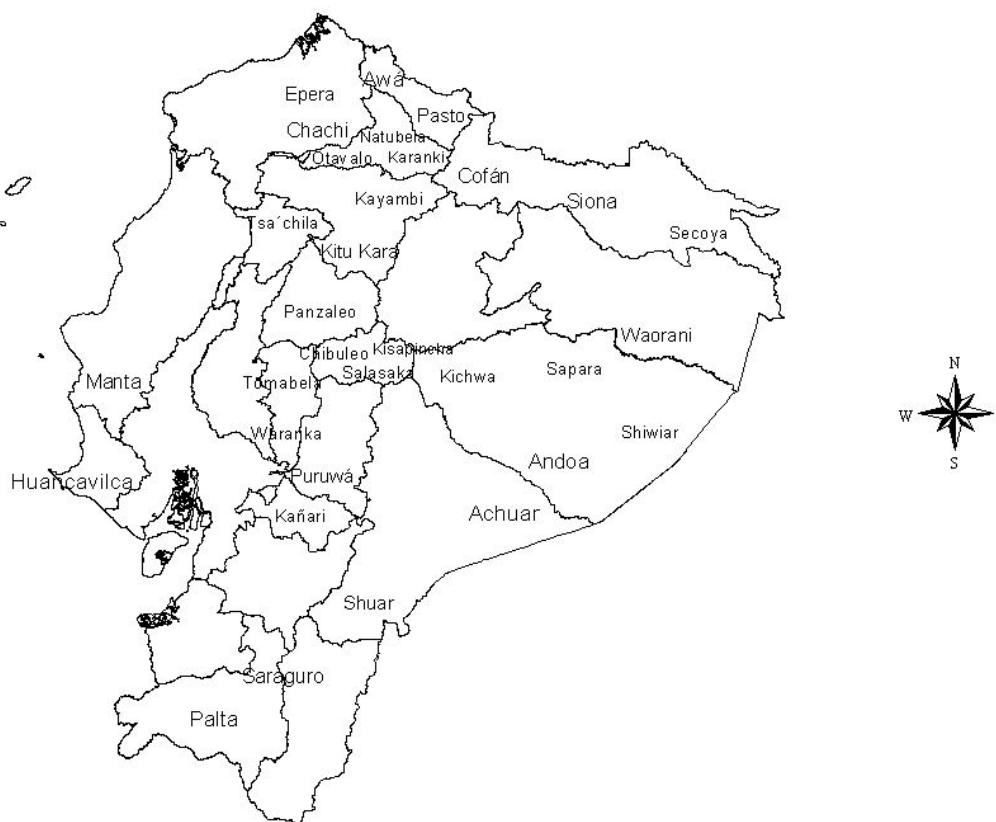 Awá
Epera
Pasto
Chachi
Natubela
Otavalo
Karanki
Cofán
Kayambi
Siona
Tsa´chila
Secoya
Kitu Kara
Panzaleo
Waorani
Chibuleo
Kisapincha
N
Manta
Tomabela
Salasaka
Kichwa
Sapara
W
E
Waranka
Shiwiar
S
Andoa
Huancavilca
Puruwá
Kañari
Achuar
Shuar
Saraguro
Palta